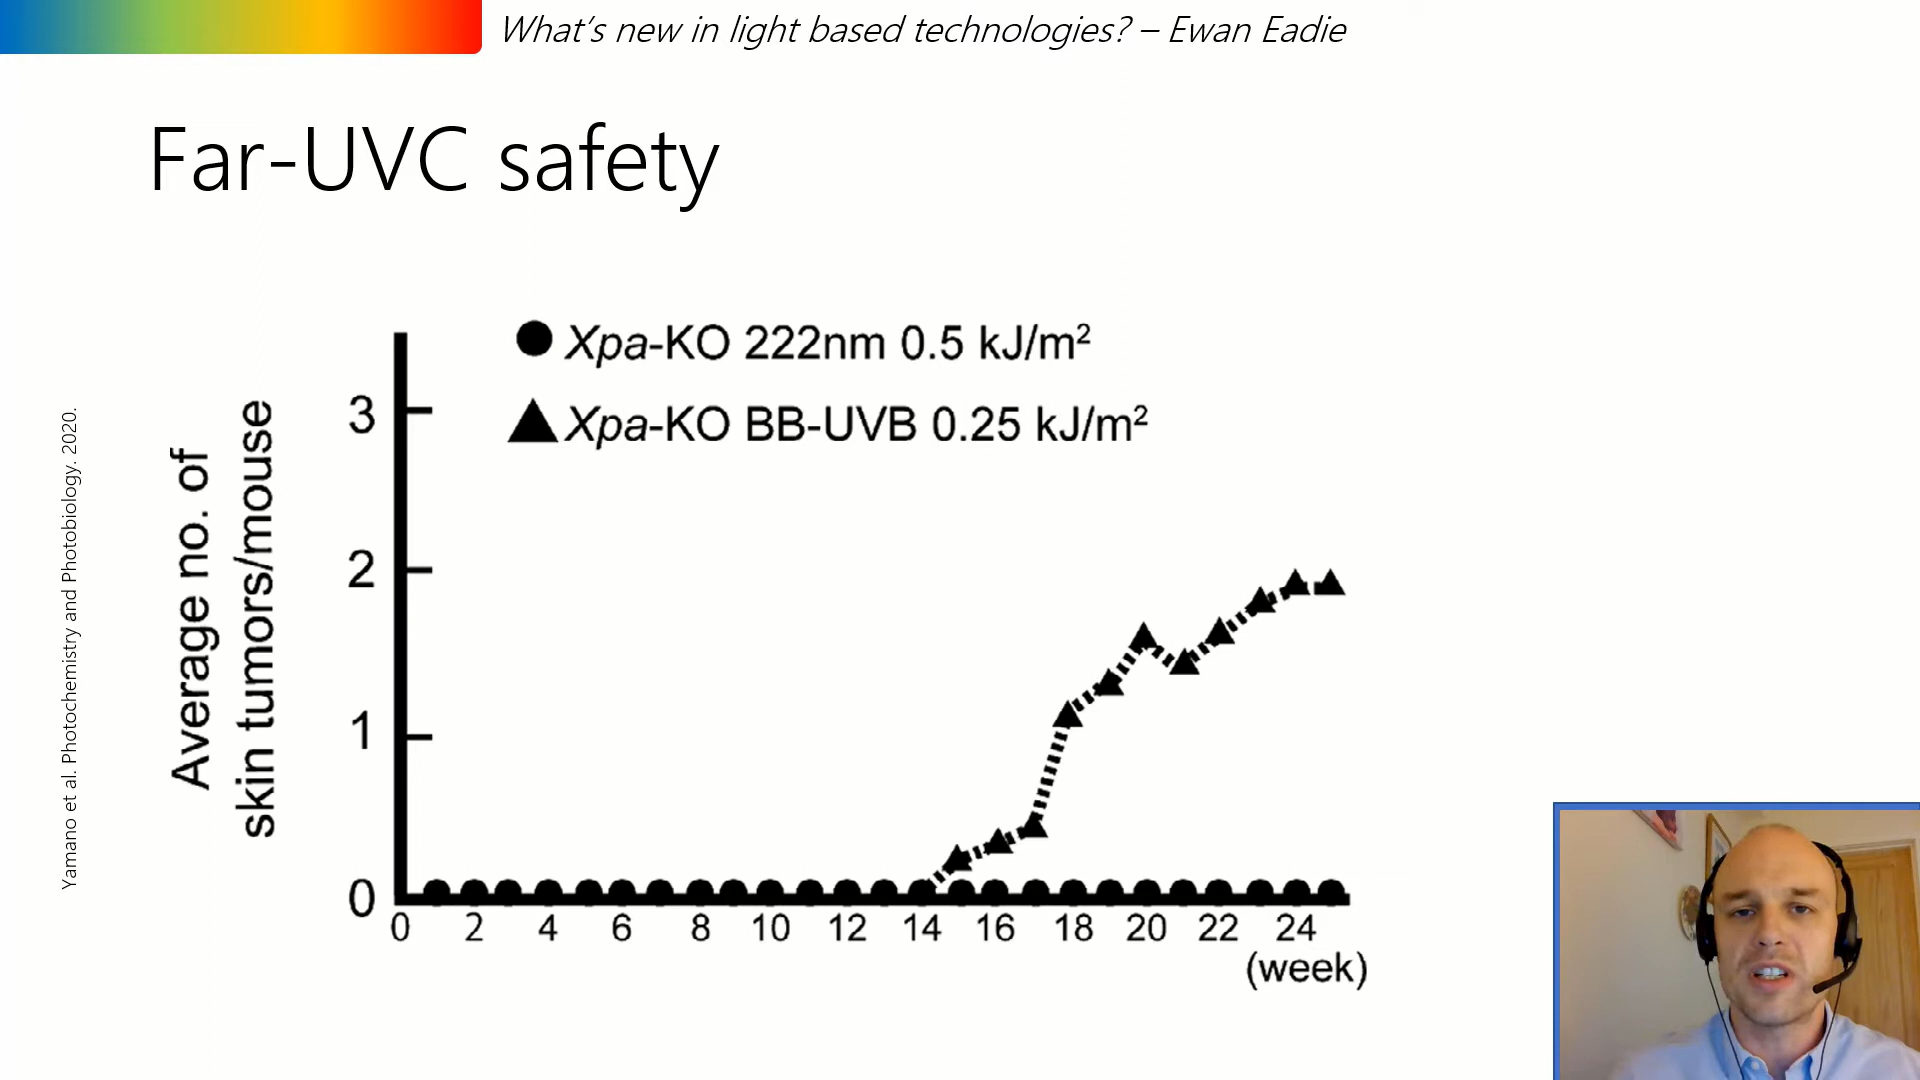 What's new in light based technologies? – Ewan Eadie
Far-UVC safety
Yamano et al. Photochemistry and Photobiology. 2020.
Average no. of
skin tumors/mouse
Xpa-KO 222nm 0.5 kJ/m²
Xpa-KO BB-UVB 0.25 kJ/m²
3
2
1
0
0 2 4 6 8 10 12 14 16 18 20 22 24
(week)